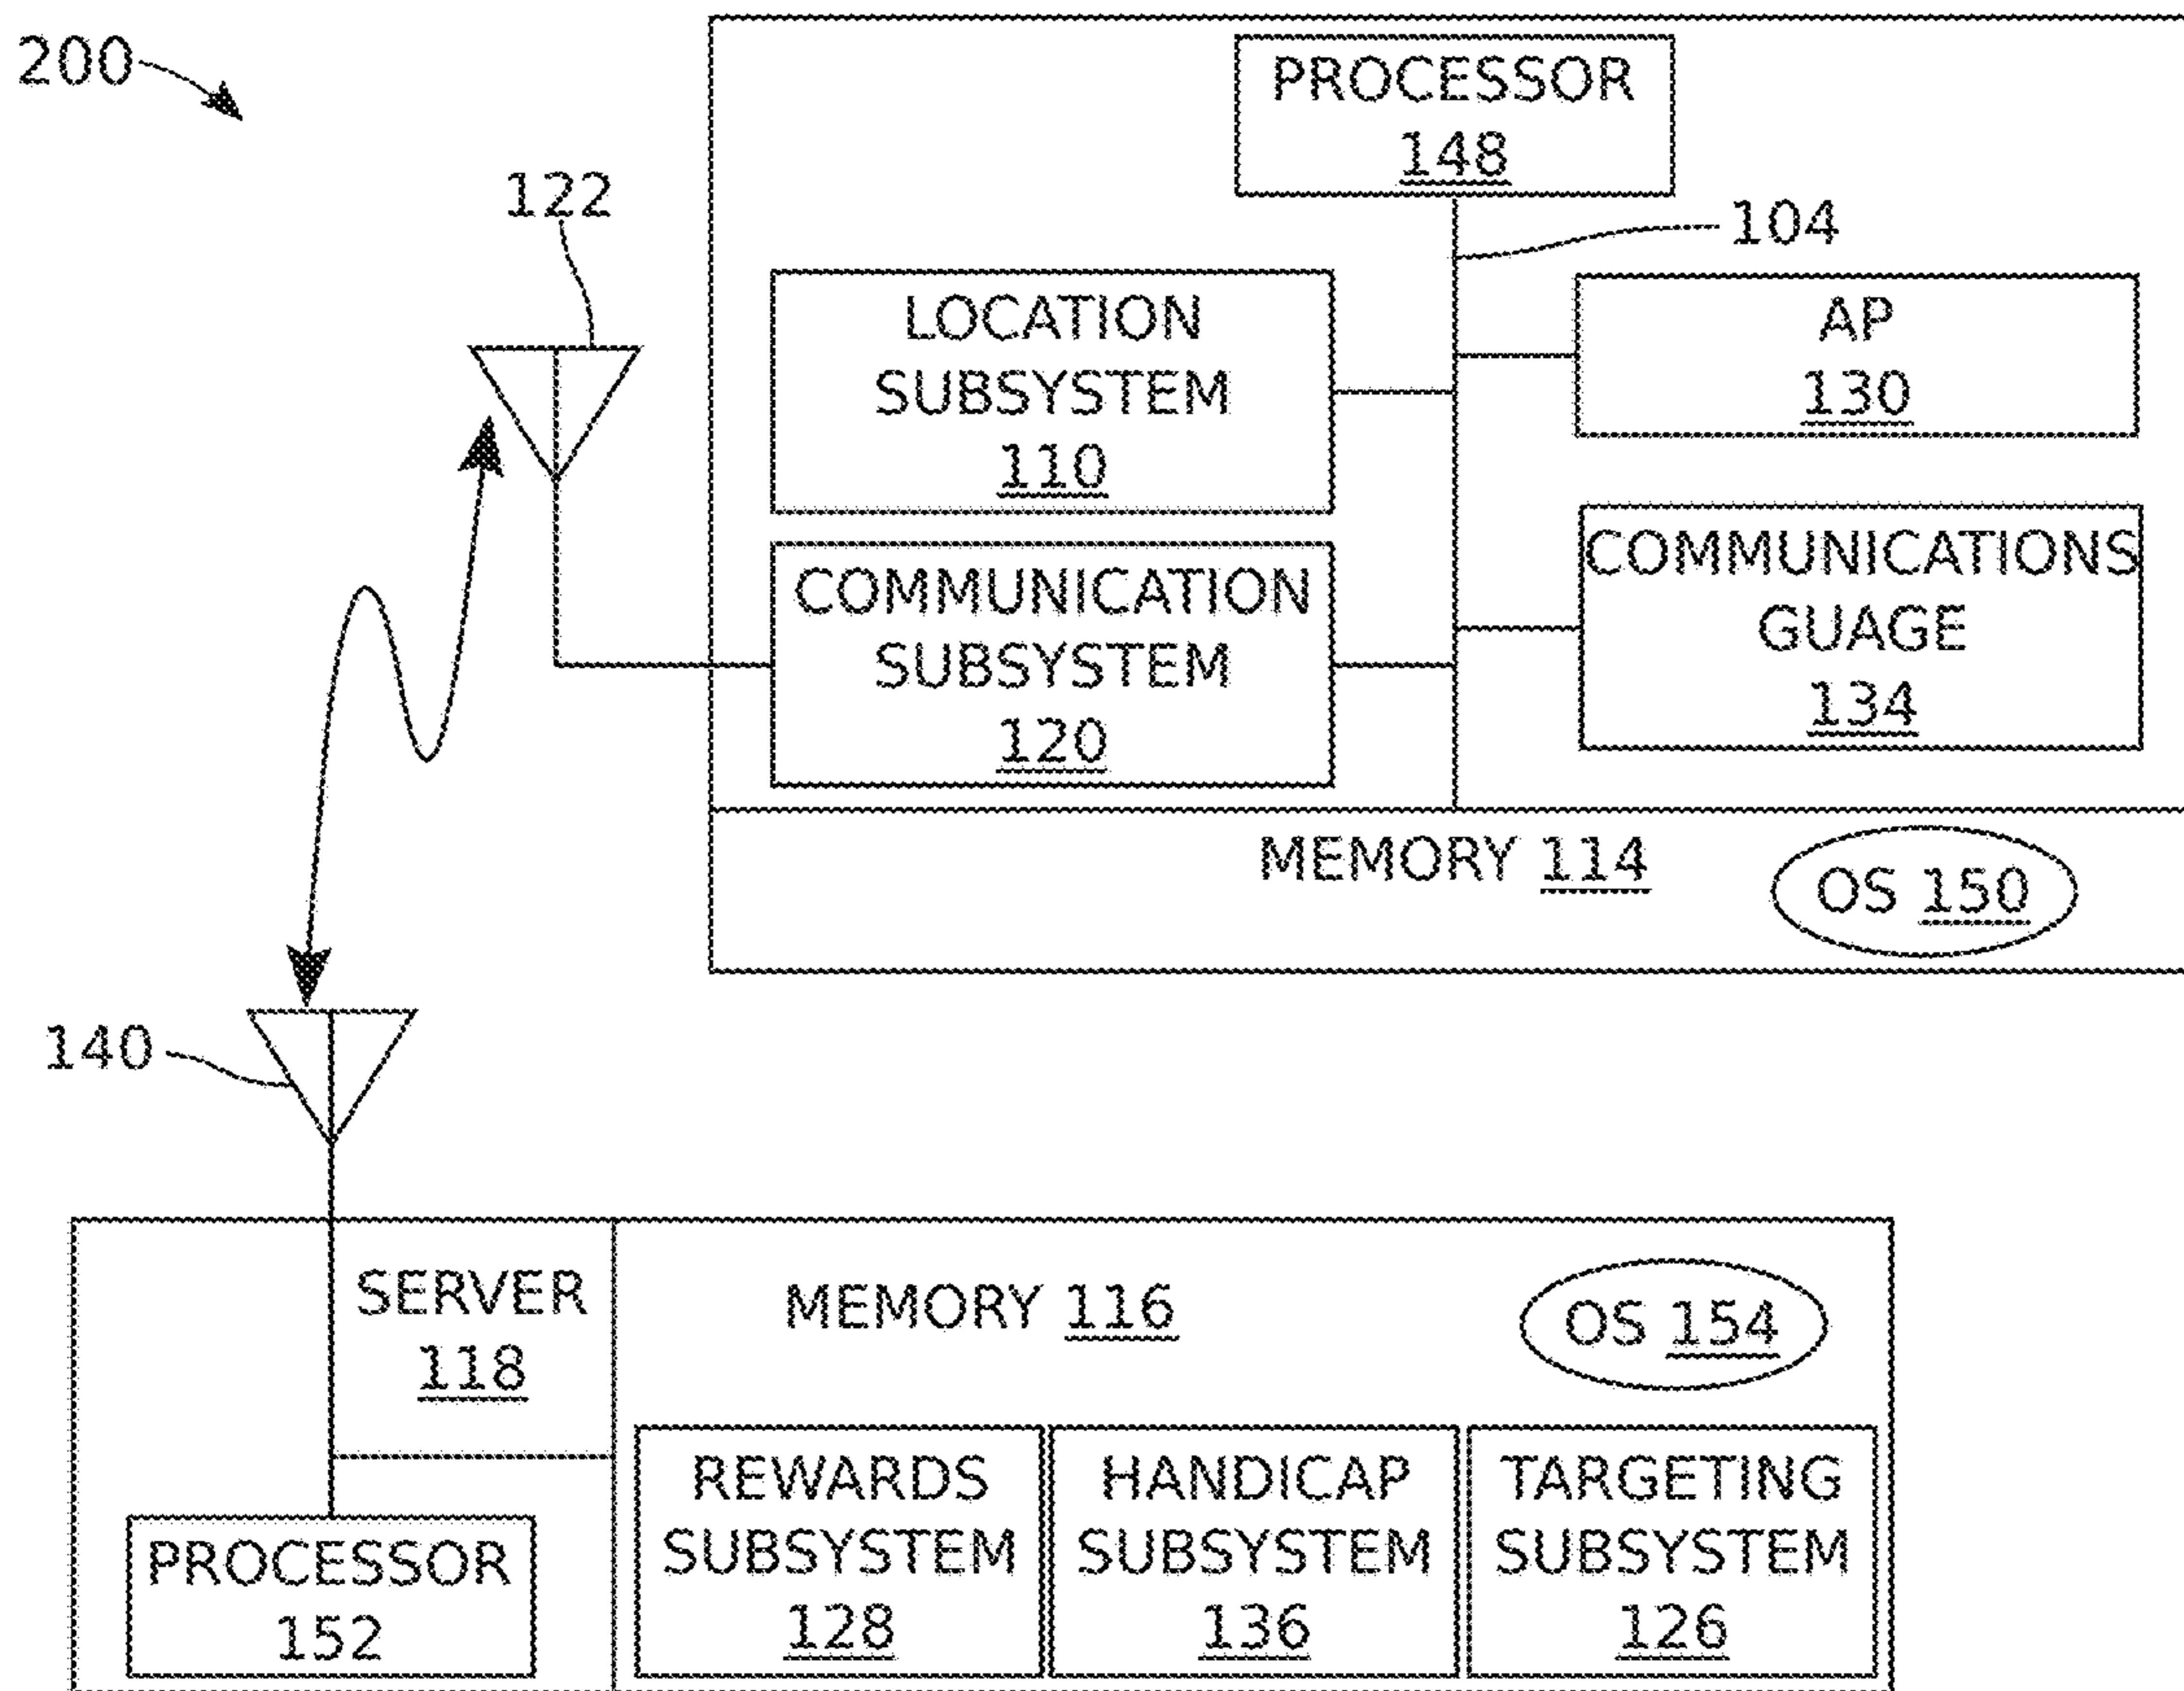 200
PROCESSOR
148
122
104
LOCATION
SUBSYSTEM
110
AP
130
COMMUNICATION
SUBSYSTEM
120
COMMUNICATIONS
GUAGE
134
MEMORY 114
OS 150
140
SERVER
118
MEMORY 116
OS 154
PROCESSOR
152
REWARDS
SUBSYSTEM
128
HANDICAP
SUBSYSTEM
136
TARGETING
SUBSYSTEM
126